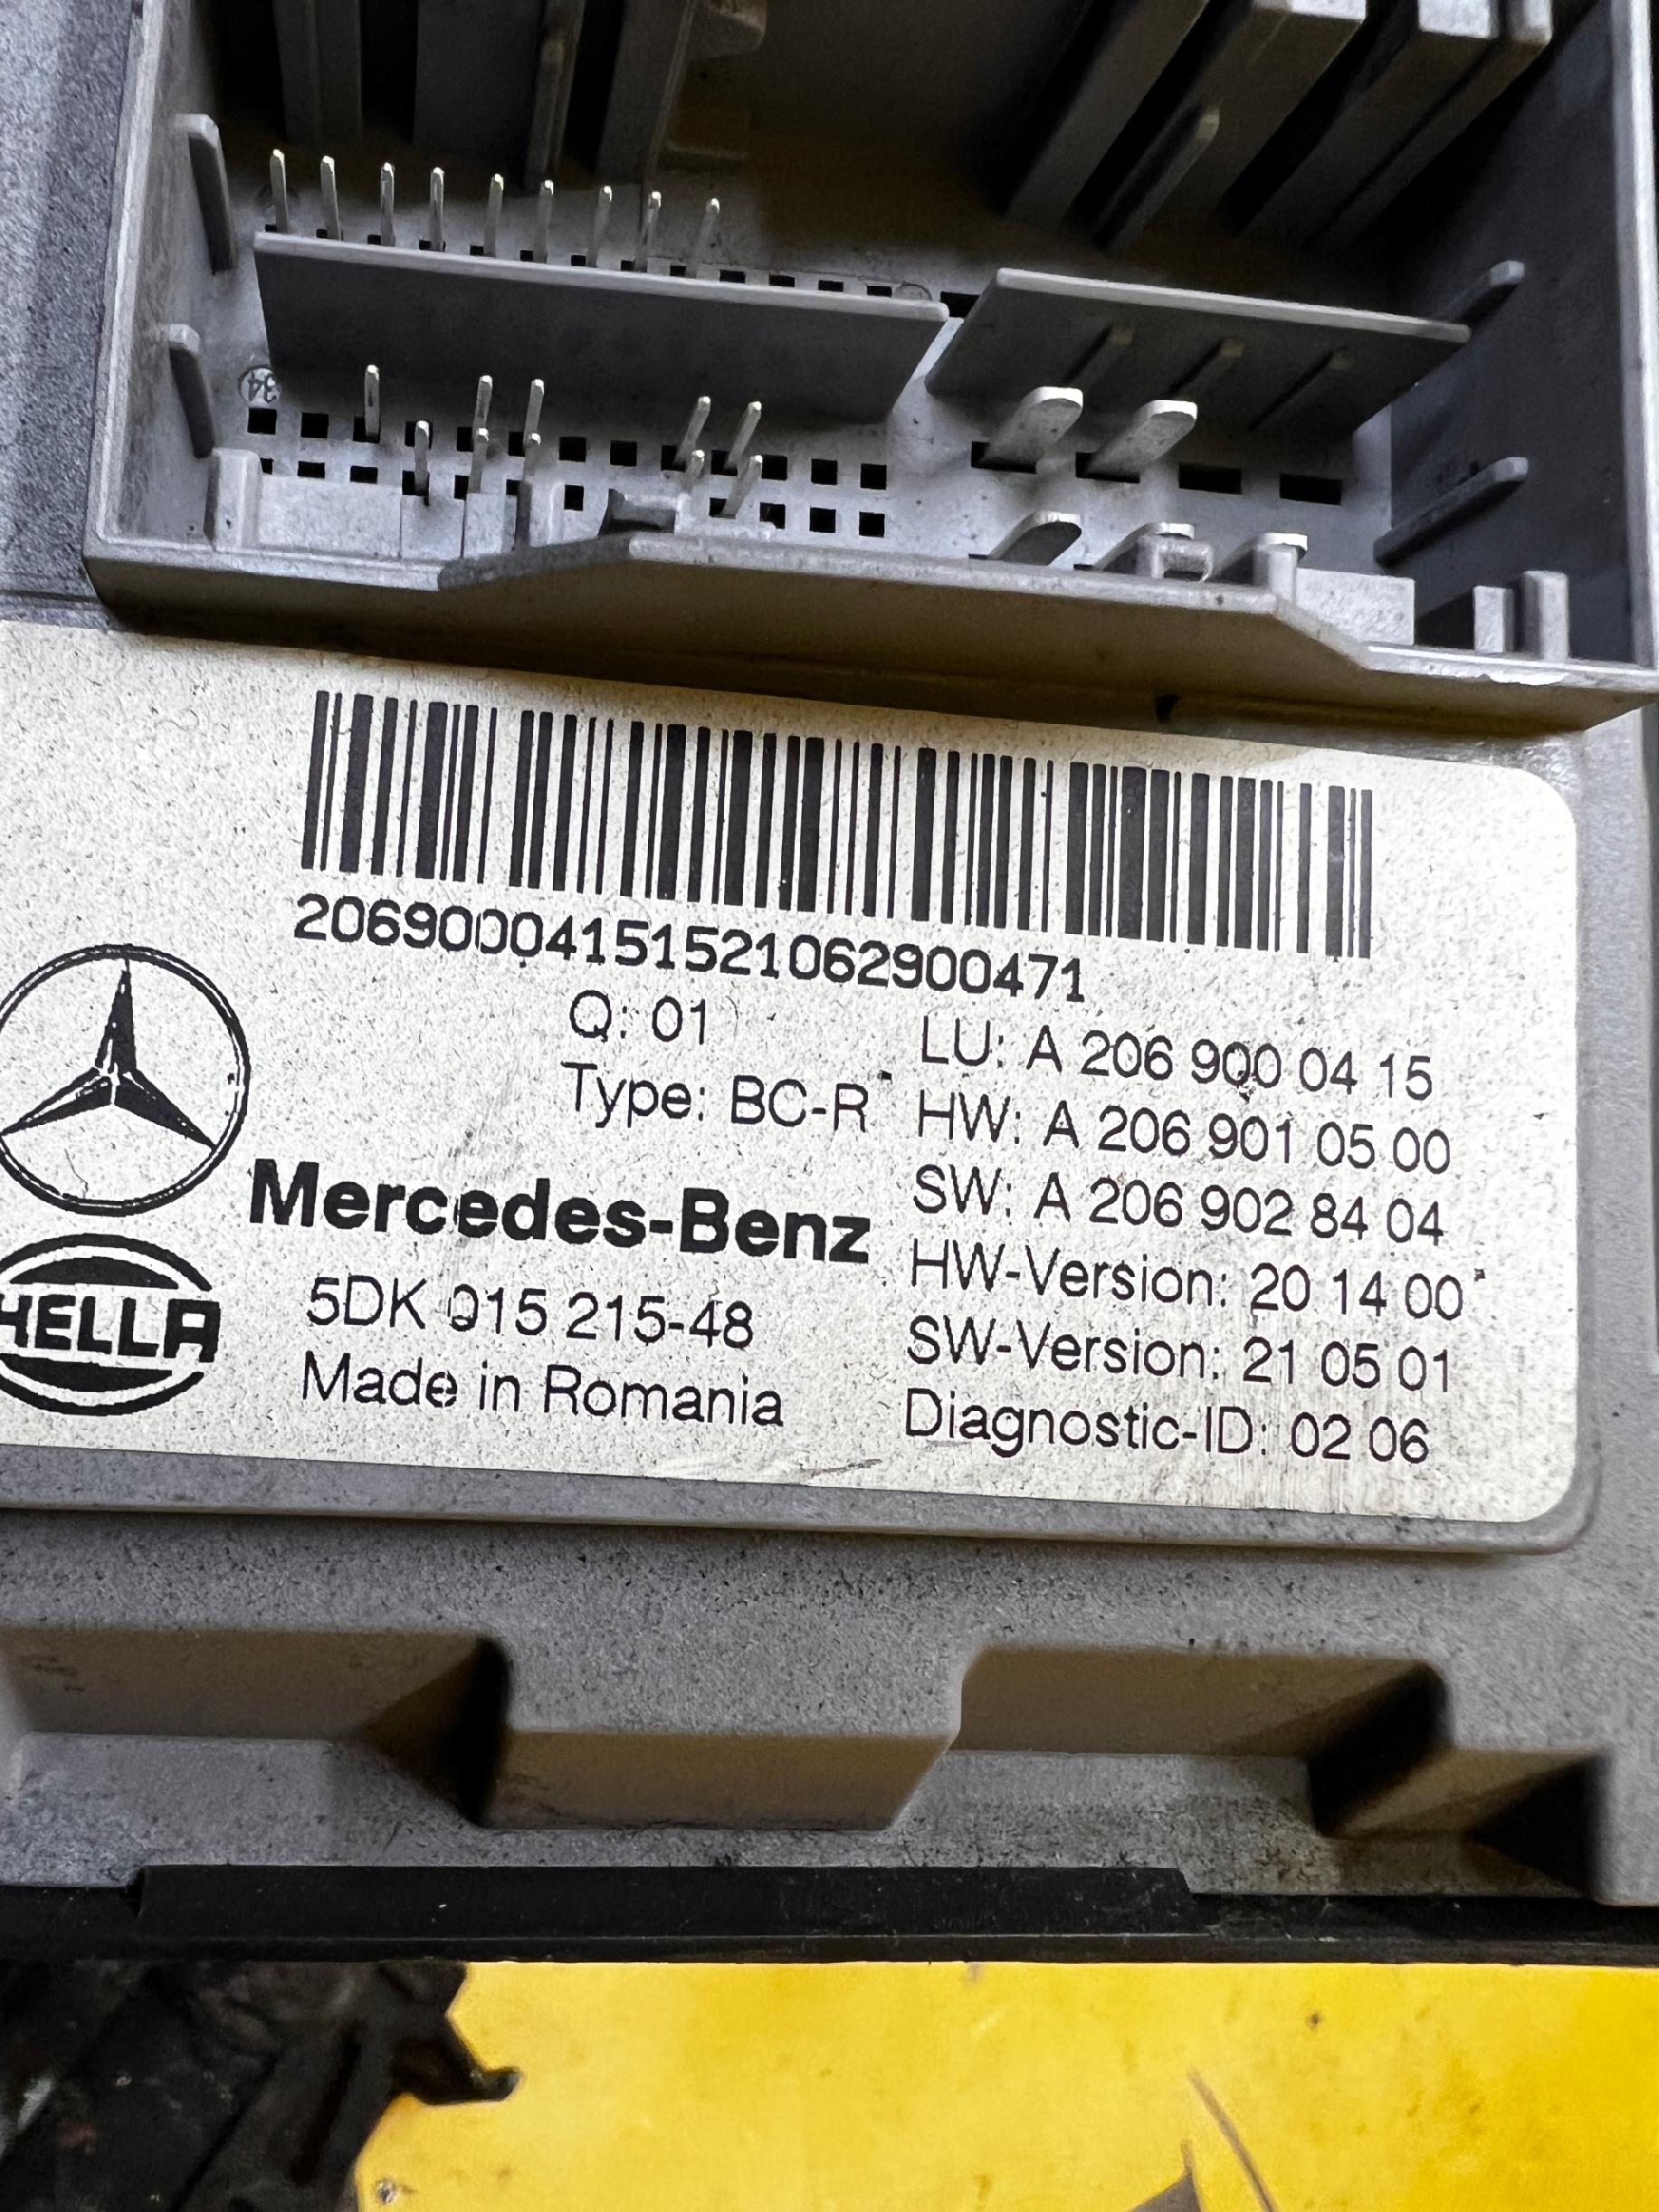 34
20690004151521062900471
Q: 01
LU: A 206 900 04 15
Type: BC-R
HW: A 206 901 05 00
SW: A 206 902 84 04
Mercedes-Benz
HW-Version: 20 14 00
HELLA
5DK 015 215-48
SW-Version: 21 05 01
Made in Romania
Diagnostic-ID: 02 06